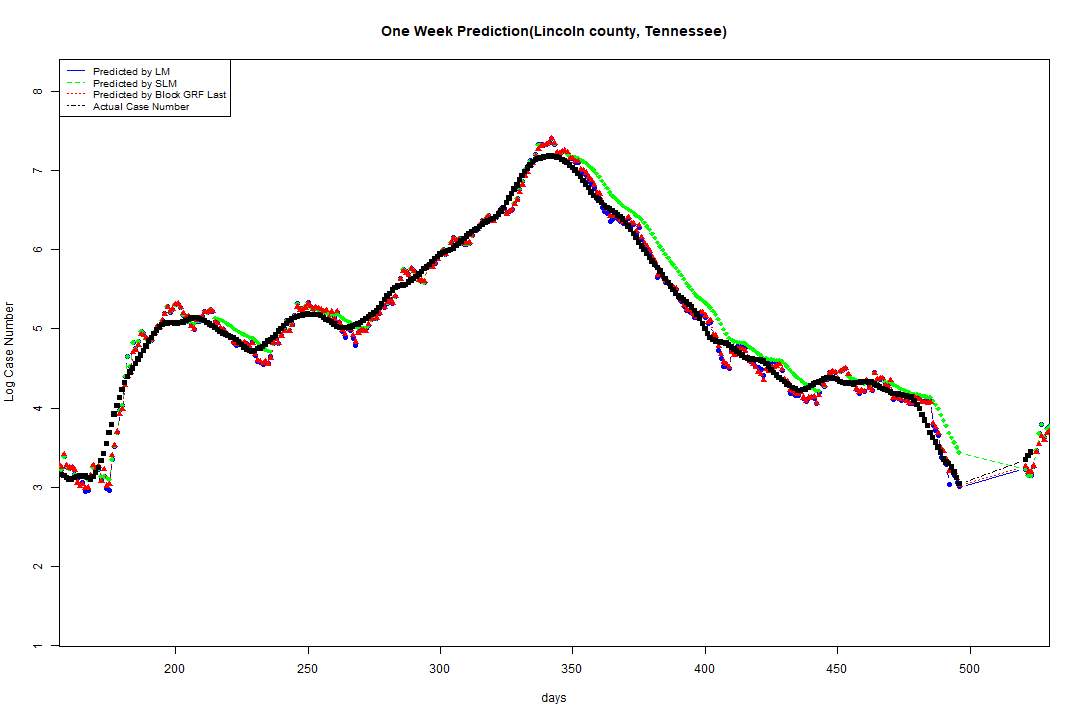 One Week Prediction(Lincoln county, Tennessee)
Predicted by LM
Predicted by SLM
Predicted by Block GRF Last
Actual Case Number
Log Case Number
8
7
6
5
4
3
2
1
200 250 300 350 400 450 500
days